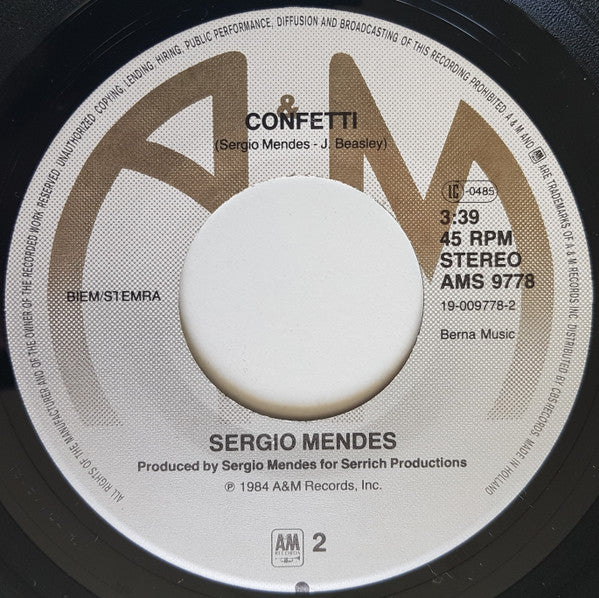 ALL RIGHTS OF THE MANUFACTURER AND OF THE OWNER OF THE RECORDED WORK RESERVED. UNAUTHORIZED COPYING, LENDING, HIRING, PUBLIC PERFORMANCE, DIFFUSION AND BROADCASTING OF THIS RECORDING PROHIBITED. A & M AND AM ARE TRADEMARKS OF A & M RECORDS INC. DISTRIBUTED BY CBS RECORDS. MADE IN HOLLAND
A & M
CONFETTI
(Sergio Mendes - J. Beasley)
IC -0485
3:39
45 RPM
STEREO
AMS 9778
19-009778-2
BIEM/STEMRA
Berna Music
SERGIO MENDES
Produced by Sergio Mendes for Serrich Productions
℗ 1984 A&M Records, Inc.
AM 2
RECORDS